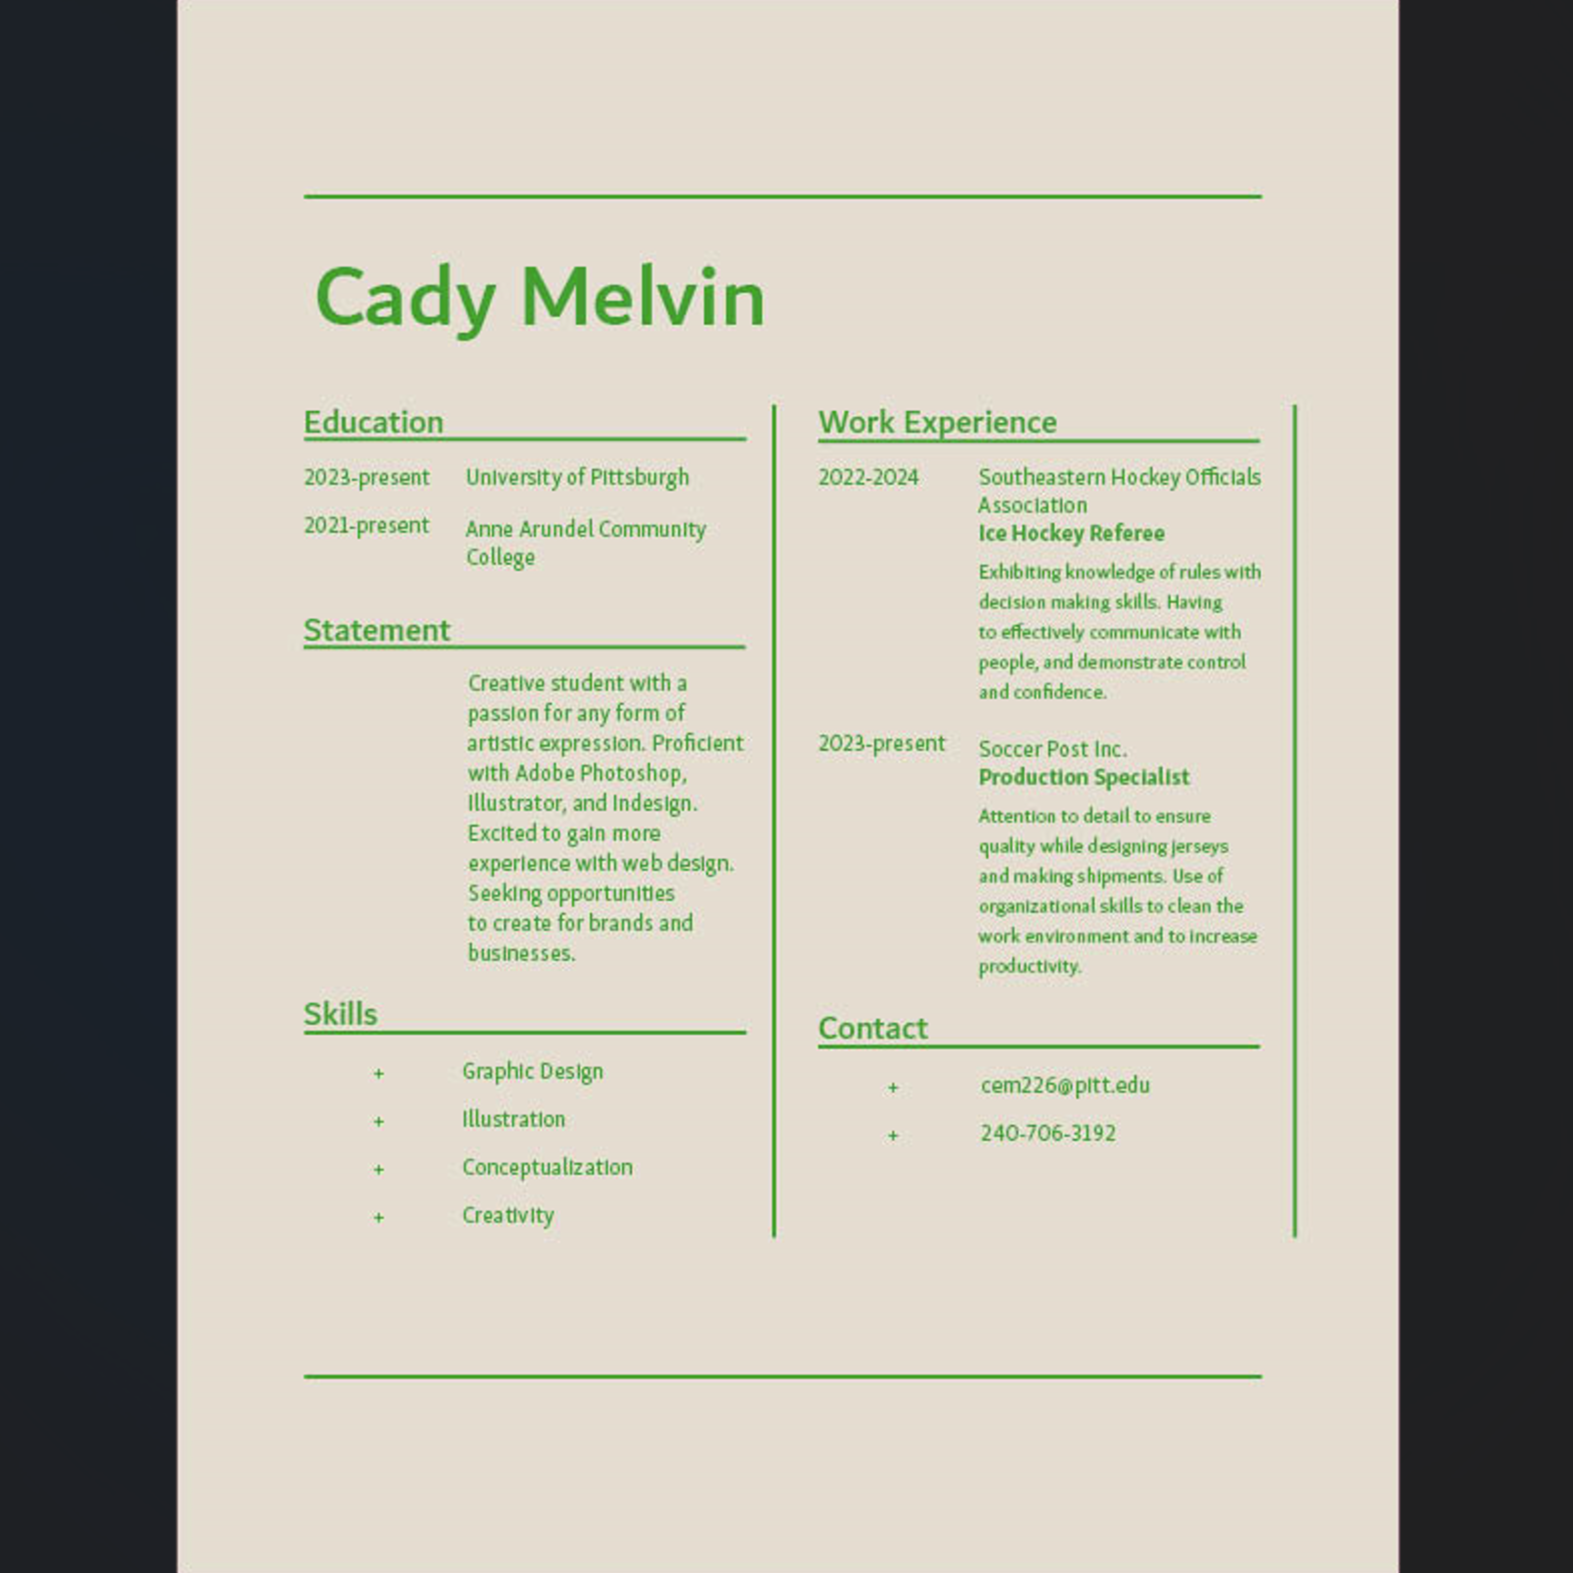 Cady Melvin
Education
2023-present University of Pittsburgh
2021-present Anne Arundel Community
College
Statement
Creative student with a
passion for any form of
artistic expression. Proficient
with Adobe Photoshop,
Illustrator, and Indesign.
Excited to gain more
experience with web design.
Seeking opportunities
to create for brands and
businesses.
Skills
+ Graphic Design
+ Illustration
+ Conceptualization
+ Creativity
Work Experience
2022-2024 Southeastern Hockey Officials
Association
Ice Hockey Referee
Exhibiting knowledge of rules with
decision making skills. Having
to effectively communicate with
people, and demonstrate control
and confidence.
2023-present Soccer Post Inc.
Production Specialist
Attention to detail to ensure
quality while designing jerseys
and making shipments. Use of
organizational skills to clean the
work environment and to increase
productivity.
Contact
+ cem226@pitt.edu
+ 240-706-3192